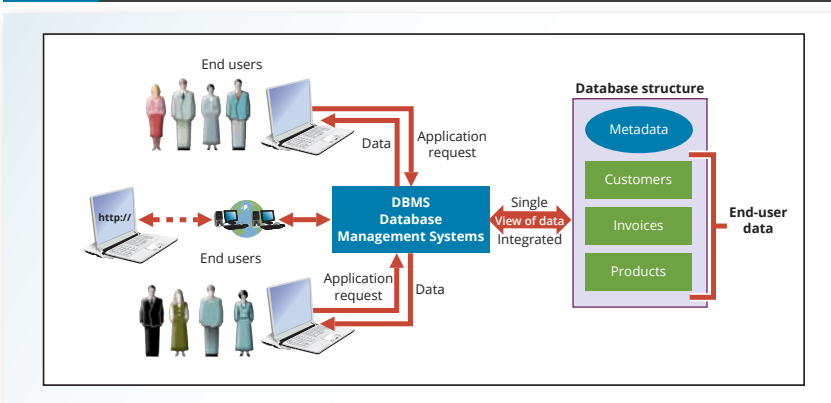 End users
Data
Application
request
http://
DBMS
Database
Management Systems
End users
Application
request
Data
Single
View of data
Integrated
Database structure
Metadata
Customers
Invoices
Products
End-user
data